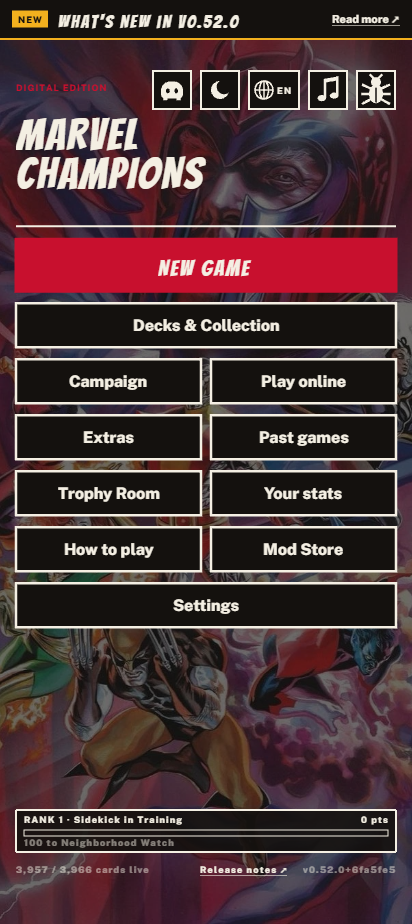 NEW WHAT'S NEW IN V0.52.0 Read more ↗
DIGITAL EDITION
EN
MARVEL
CHAMPIONS
NEW GAME
Decks & Collection
Campaign Play online
Extras Past games
Trophy Room Your stats
How to play Mod Store
Settings
RANK 1 · Sidekick in Training 0 pts
100 to Neighborhood Watch
3,957 / 3,966 cards live Release notes ↗ v0.52.0+6fa5fe5